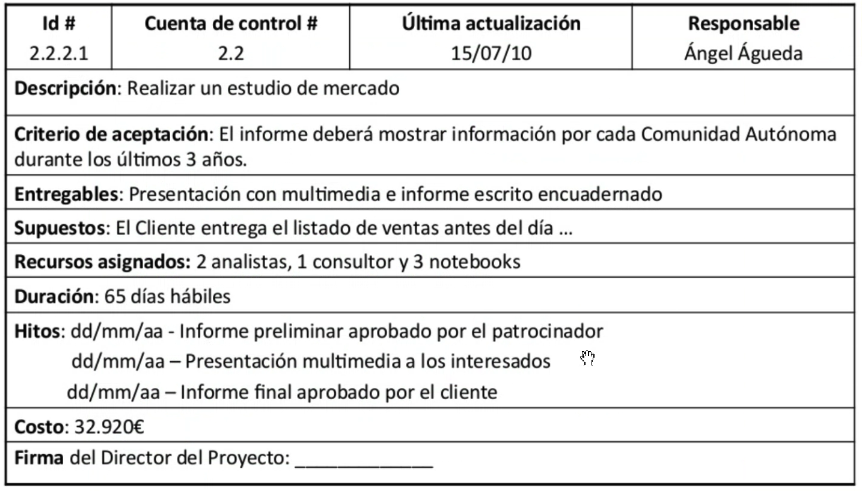 Id # Cuenta de control # Última actualización Responsable
2.2.2.1 2.2 15/07/10 Ángel Águeda
Descripción: Realizar un estudio de mercado
Criterio de aceptación: El informe deberá mostrar información por cada Comunidad Autónoma
durante los últimos 3 años.
Entregables: Presentación con multimedia e informe escrito encuadernado
Supuestos: El Cliente entrega el listado de ventas antes del día ...
Recursos asignados: 2 analistas, 1 consultor y 3 notebooks
Duración: 65 días hábiles
Hitos: dd/mm/aa - Informe preliminar aprobado por el patrocinador
dd/mm/aa – Presentación multimedia a los interesados
dd/mm/aa – Informe final aprobado por el cliente
Costo: 32.920€
Firma del Director del Proyecto: _____________